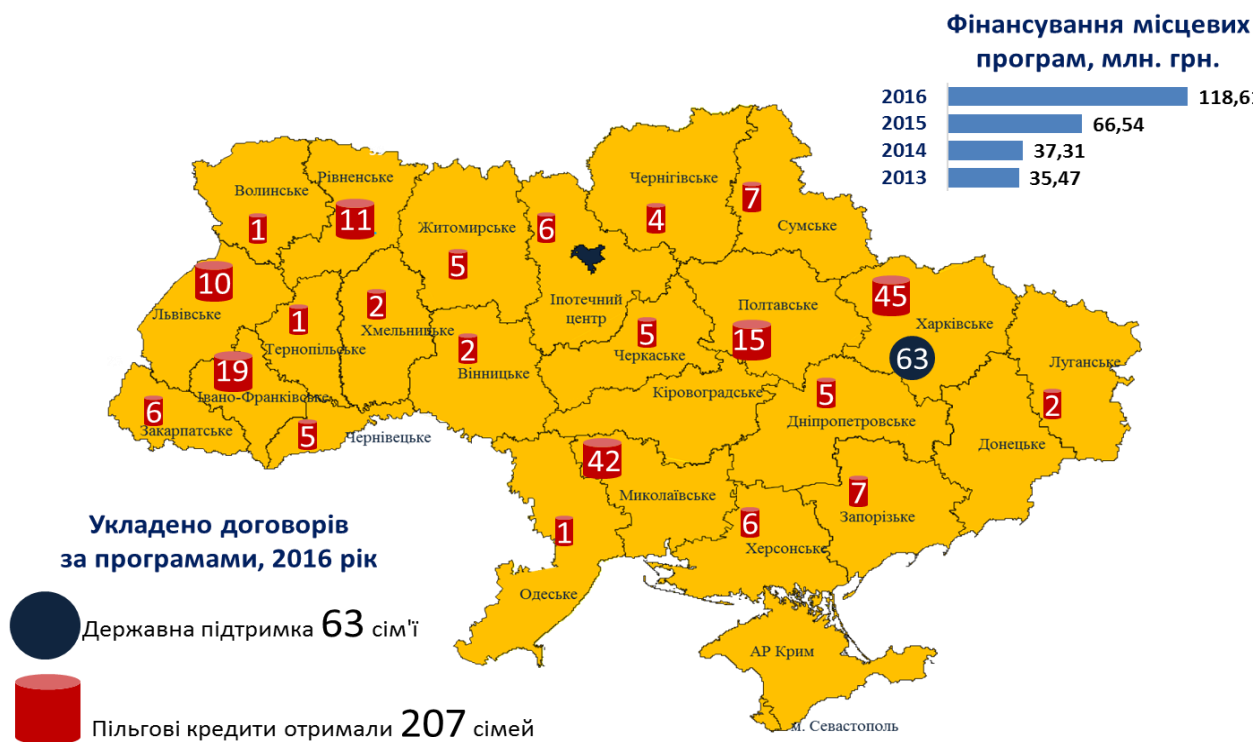 Фінансування місцевих
програм, млн. грн.
2016 118,61
2015 66,54
2014 37,31
2013 35,47
Волинське
1
Рівненське
11
Житомирське
5
6
Іпотечний
центр
Чернігівське
4
7
Сумське
10
Львівське
1
Тернопільське
2
Хмельницьке
2
Вінницьке
5
Черкаське
Полтавське
15
45
Харківське
63
Луганське
2
19
Івано-Франківське
6
Закарпатське
5
Чернівецьке
Кіровоградське
5
Дніпропетровське
Донецьке
42
Миколаївське
7
Запорізьке
1
Одеське
6
Херсонське
АР Крим
м. Севастополь
Укладено договорів
за програмами, 2016 рік
Державна підтримка 63 сім'ї
Пільгові кредити отримали 207 сімей